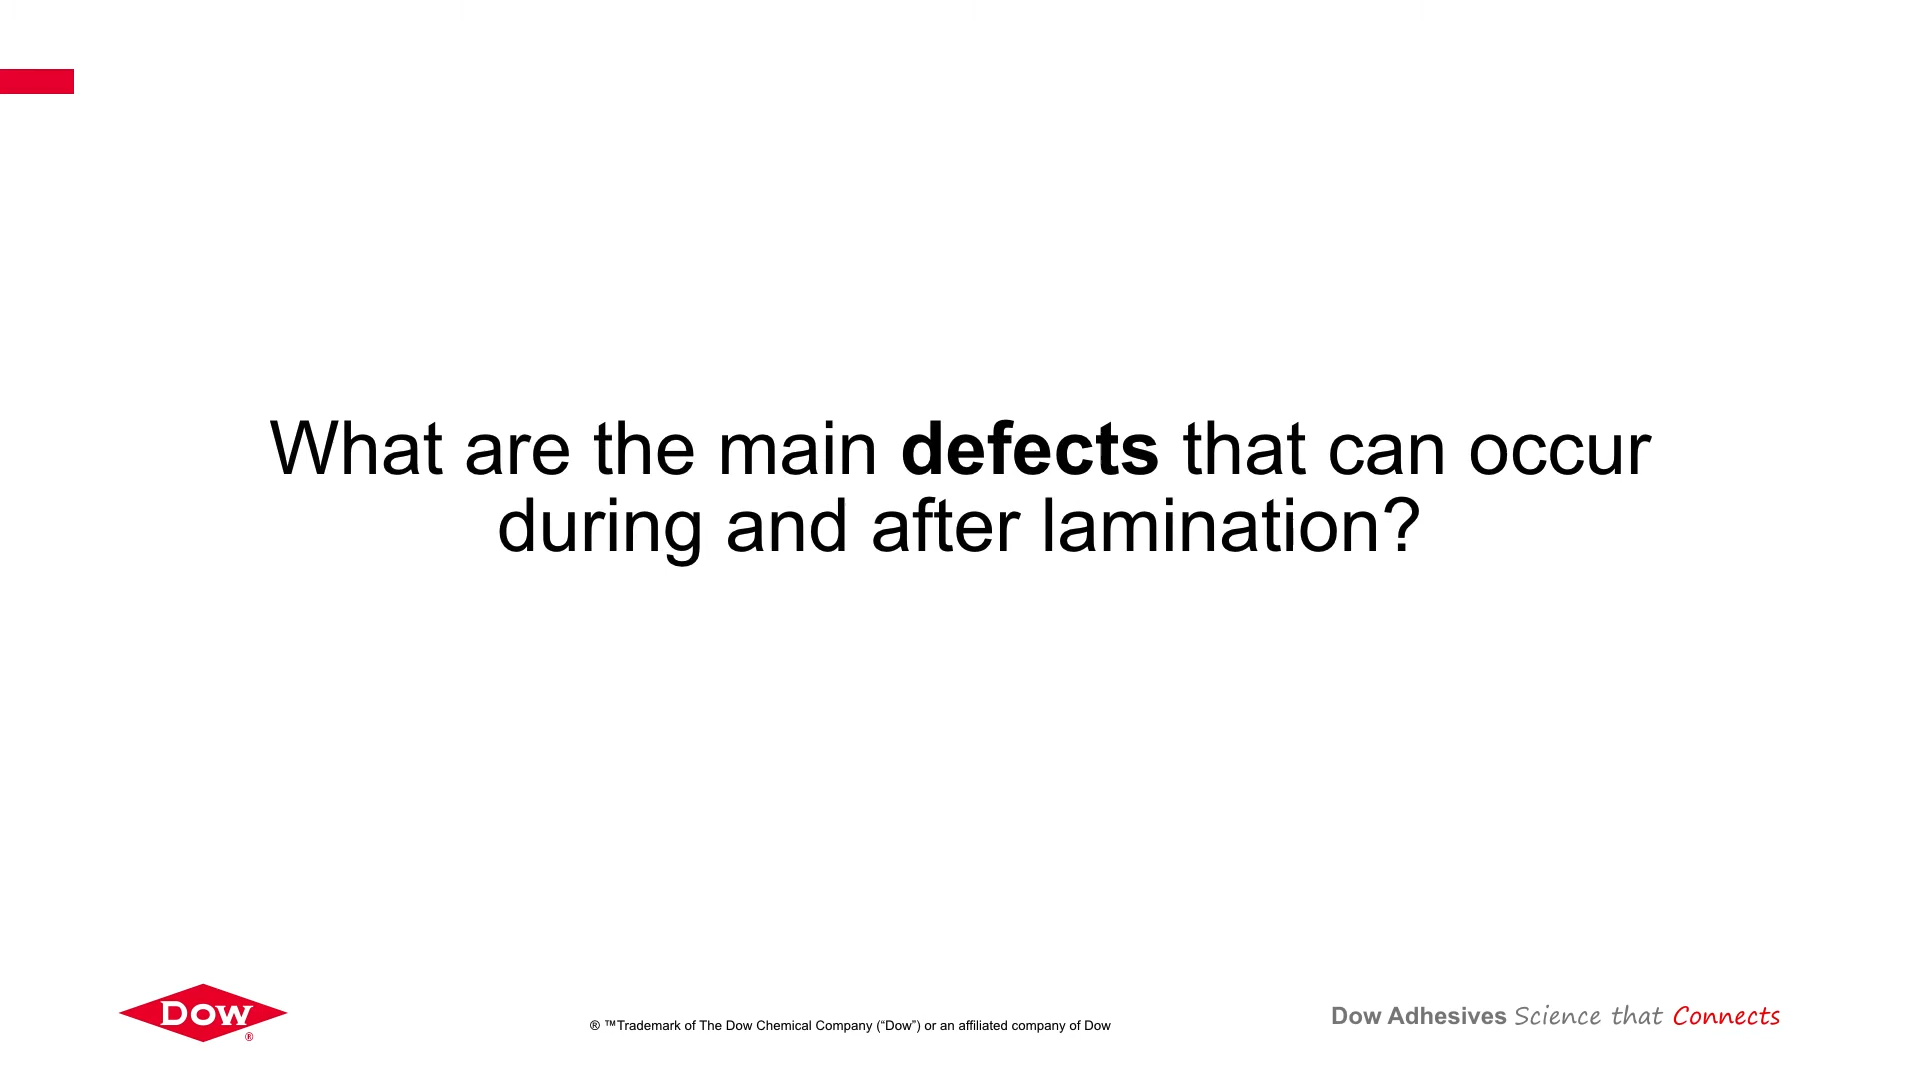 What are the main defects that can occur
during and after lamination?
DOW
®
® ™Trademark of The Dow Chemical Company (“Dow”) or an affiliated company of Dow
Dow Adhesives Science that Connects